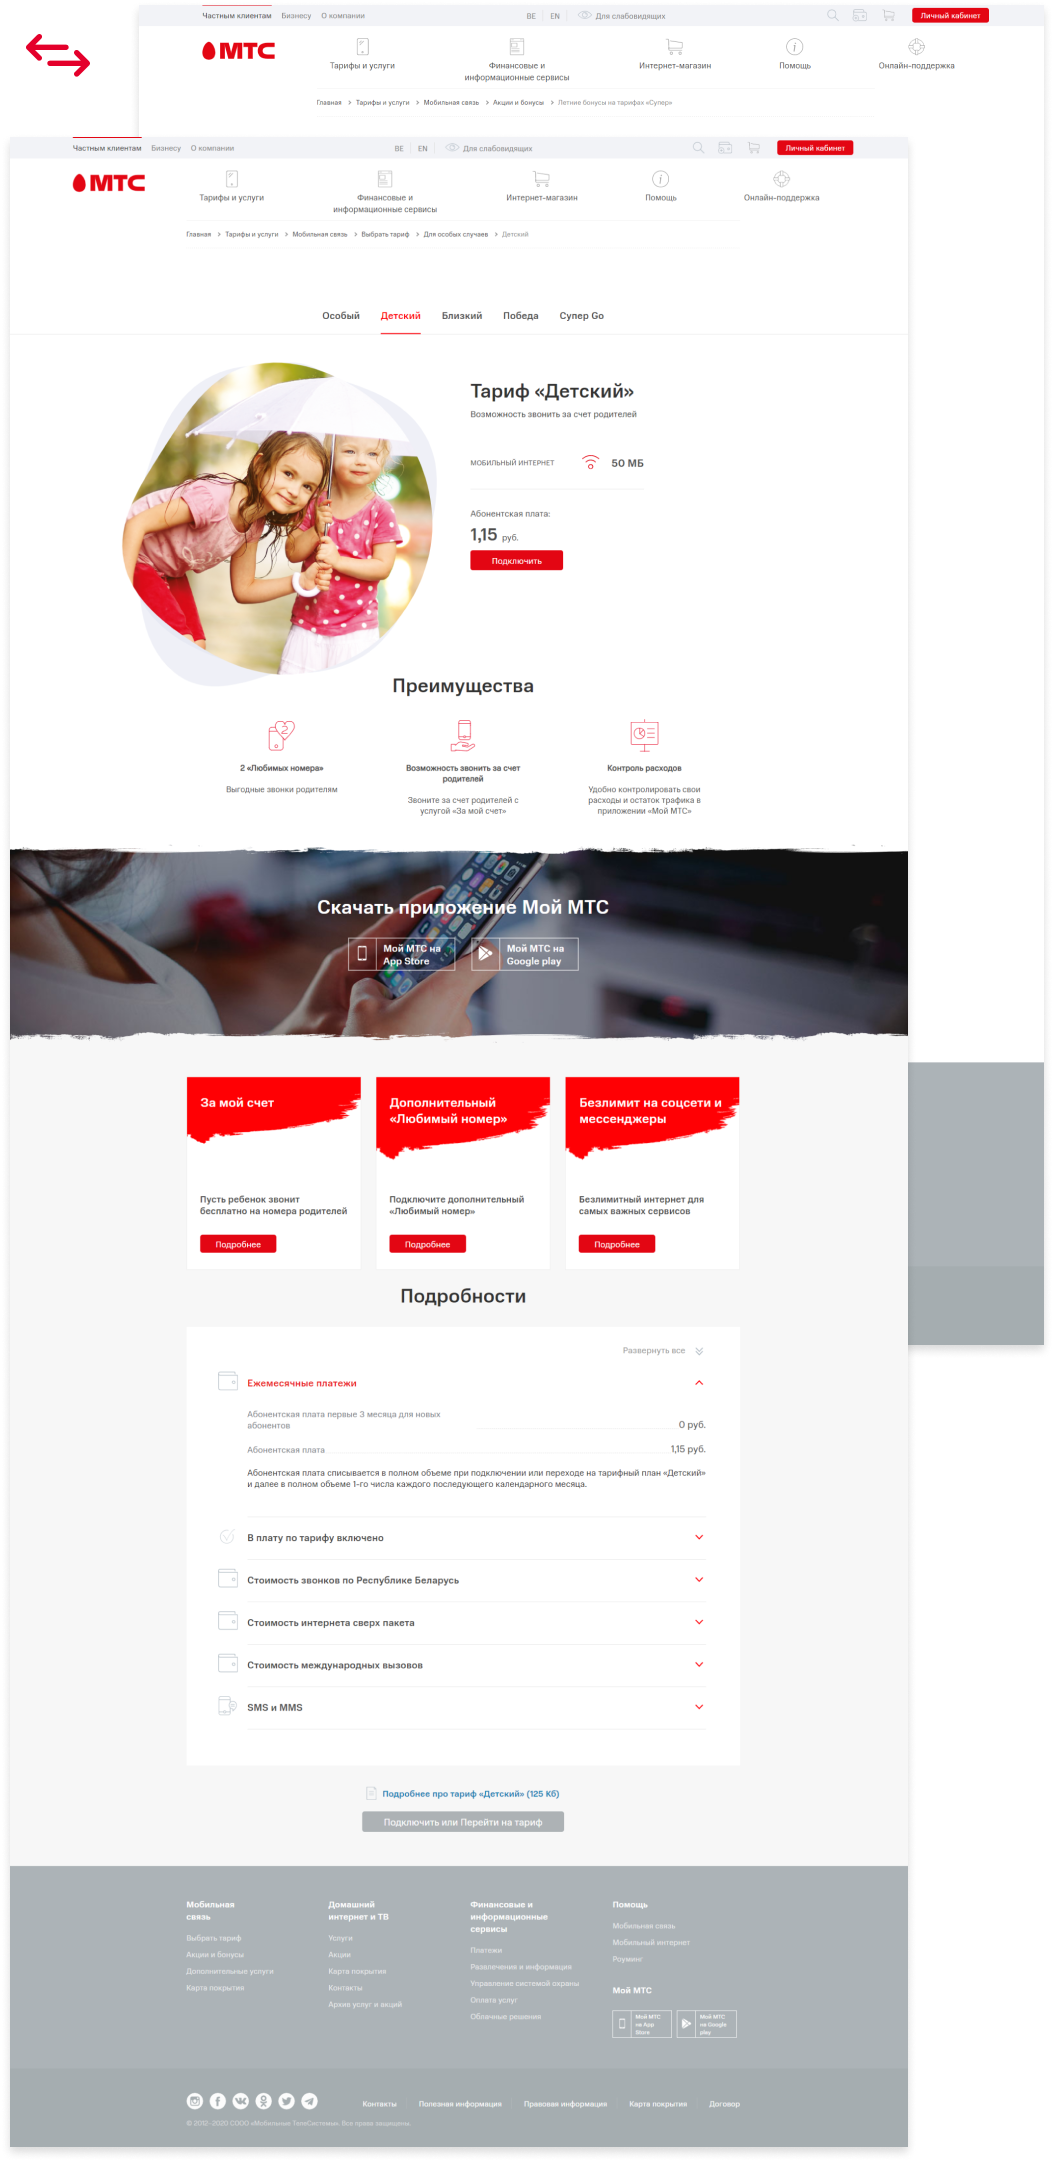 Частным клиентам Бизнесу О компании BE EN Для слабовидящих Личный кабинет
МТС
Тарифы и услуги
Финансовые и
информационные сервисы
Интернет-магазин
Помощь
Онлайн-поддержка
Главная > Тарифы и услуги > Мобильная связь > Акции и бонусы > Летние бонусы на тарифах «Супер»
Частным клиентам Бизнесу О компании BE EN Для слабовидящих Личный кабинет
МТС
Тарифы и услуги
Финансовые и
информационные сервисы
Интернет-магазин
Помощь
Онлайн-поддержка
Главная > Тарифы и услуги > Мобильная связь > Выбрать тариф > Для особых случаев > Детский
Особый Детский Близкий Победа Супер Go
Тариф «Детский»
Возможность звонить за счет родителей
МОБИЛЬНЫЙ ИНТЕРНЕТ 50 МБ
Абонентская плата:
1,15 руб.
Подключить
Преимущества
2 «Любимых номера»
Выгодные звонки родителям
Возможность звонить за счет
родителей
Звоните за счет родителей с
услугой «За мой счет»
Контроль расходов
Удобно контролировать свои
расходы и остаток трафика в
приложении «Мой МТС»
Скачать приложение Мой МТС
Мой МТС на
App Store
Мой МТС на
Google play
За мой счет
Пусть ребенок звонит
бесплатно на номера родителей
Подробнее
Дополнительный
«Любимый номер»
Подключите дополнительный
«Любимый номер»
Подробнее
Безлимит на соцсети и
мессенджеры
Безлимитный интернет для
самых важных сервисов
Подробнее
Подробности
Развернуть все
Ежемесячные платежи
Абонентская плата первые 3 месяца для новых
абонентов 0 руб.
Абонентская плата 1,15 руб.
Абонентская плата списывается в полном объеме при подключении или переходе на тарифный план «Детский»
и далее в полном объеме 1-го числа каждого последующего календарного месяца.
В плату по тарифу включено
Стоимость звонков по Республике Беларусь
Стоимость интернета сверх пакета
Стоимость международных вызовов
SMS и MMS
Подробнее про тариф «Детский» (125 Кб)
Подключить или Перейти на тариф
Мобильная
связь
Выбрать тариф
Акции и бонусы
Дополнительные услуги
Карта покрытия
Домашний
интернет и ТВ
Услуги
Акции
Карта покрытия
Контакты
Архив услуг и акций
Финансовые и
информационные
сервисы
Платежи
Развлечения и информация
Управление системой охраны
Оплата услуг
Облачные решения
Помощь
Мобильная связь
Мобильный интернет
Роуминг
Мой МТС
Мой МТС
на App
Store
Мой МТС
на Google
play
Контакты Полезная информация Правовая информация Карта покрытия Договор
© 2012–2020 СООО «Мобильные ТелеСистемы». Все права защищены